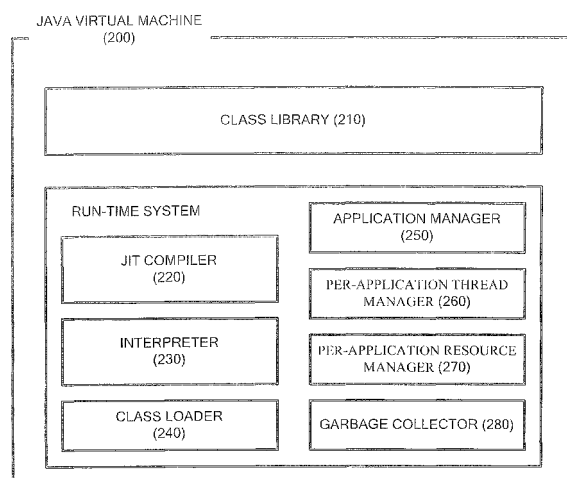 JAVA VIRTUAL MACHINE
(200)
CLASS LIBRARY (210)
RUN-TIME SYSTEM
JIT COMPILER
(220)
INTERPRETER
(230)
CLASS LOADER
(240)
APPLICATION MANAGER
(250)
PER-APPLICATION THREAD
MANAGER (260)
PER-APPLICATION RESOURCE
MANAGER (270)
GARBAGE COLLECTOR (280)